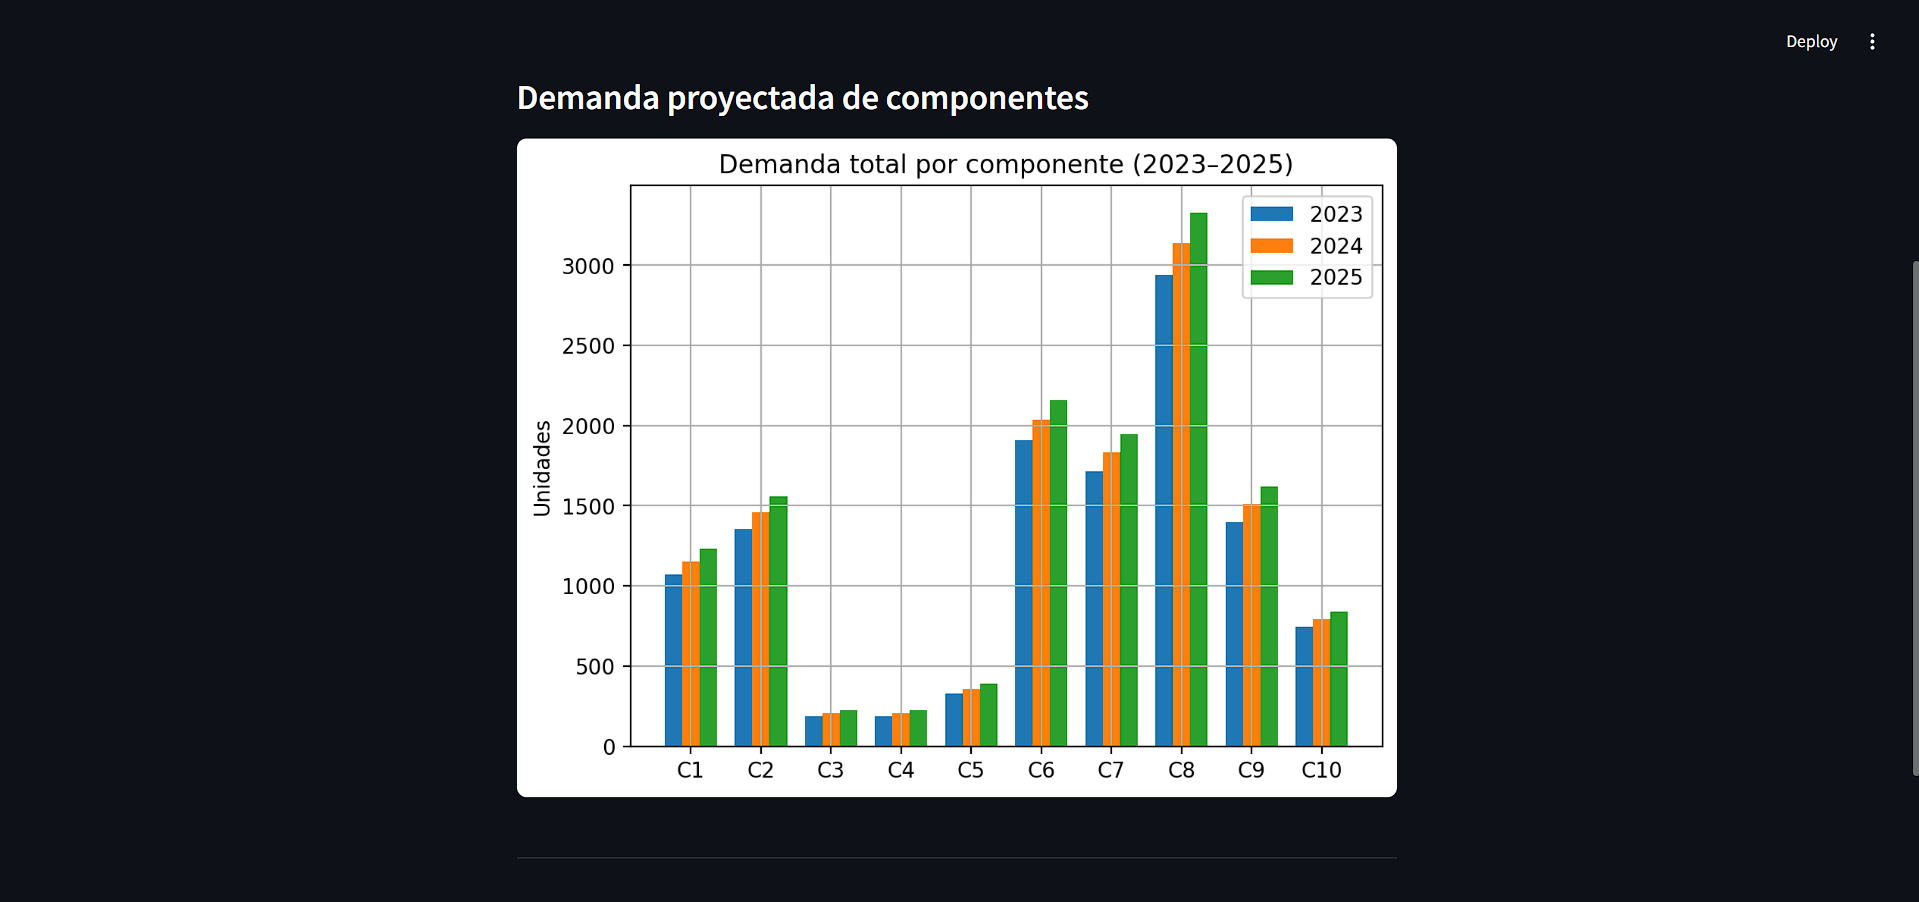 Deploy
Demanda proyectada de componentes
Demanda total por componente (2023–2025)
2023
2024
2025
3000
2500
2000
1500
1000
500
0
Unidades
C1 C2 C3 C4 C5 C6 C7 C8 C9 C10